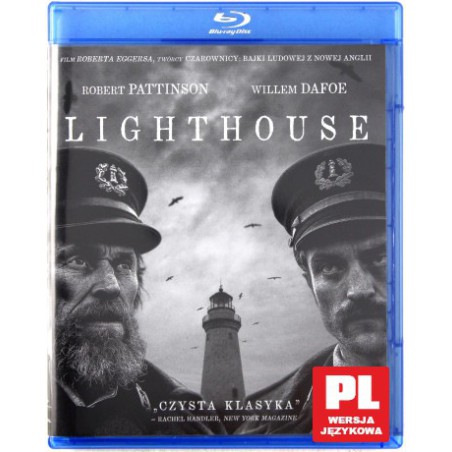 Blu-ray Disc
FILM ROBERTA EGGERSA, TWÓRCY CZAROWNICY: BAJKI LUDOWEJ Z NOWEJ ANGLII
ROBERT PATTINSON WILLEM DAFOE
LIGHTHOUSE
„CZYSTA KLASYKA”
– RACHEL HANDLER, NEW YORK MAGAZINE
PL
WERSJA
JĘZYKOWA